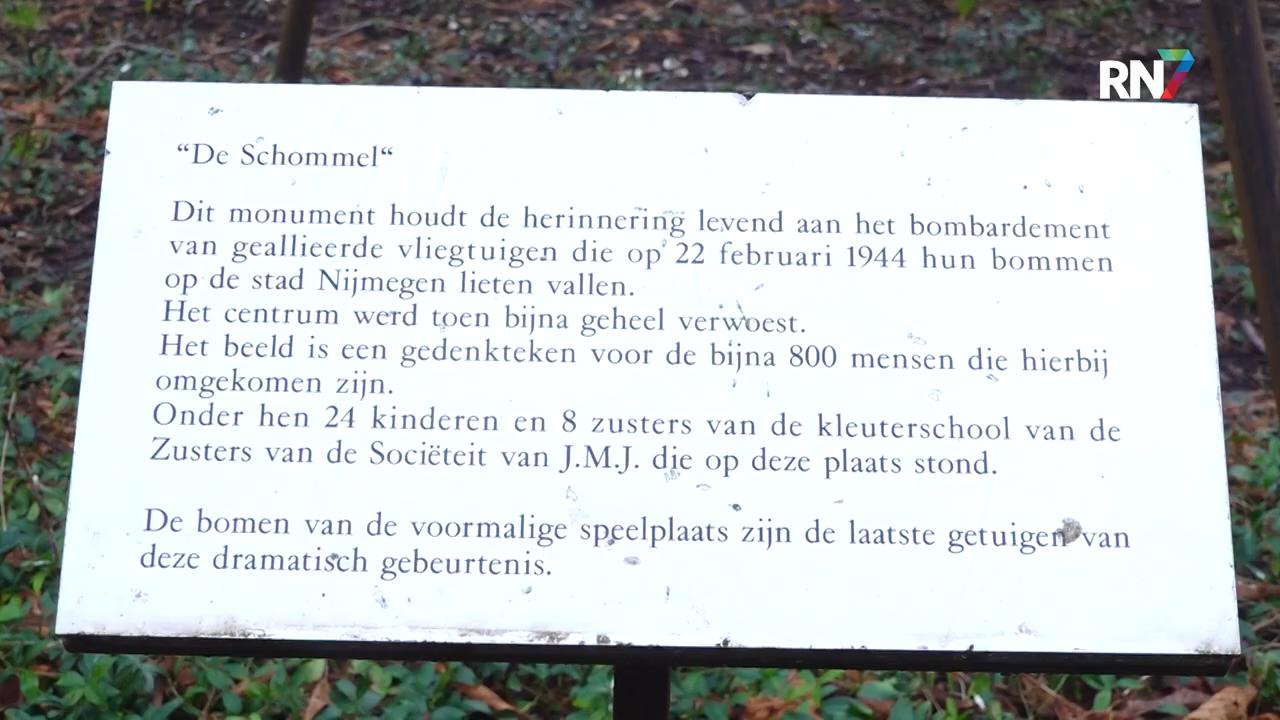 RN7
“De Schommel“
Dit monument houdt de herinnering levend aan het bombardement
van geallieerde vliegtuigen die op 22 februari 1944 hun bommen
op de stad Nijmegen lieten vallen.
Het centrum werd toen bijna geheel verwoest.
Het beeld is een gedenkteken voor de bijna 800 mensen die hierbij
omgekomen zijn.
Onder hen 24 kinderen en 8 zusters van de kleuterschool van de
Zusters van de Sociëteit van J.M.J. die op deze plaats stond.
De bomen van de voormalige speelplaats zijn de laatste getuigen van
deze dramatisch gebeurtenis.